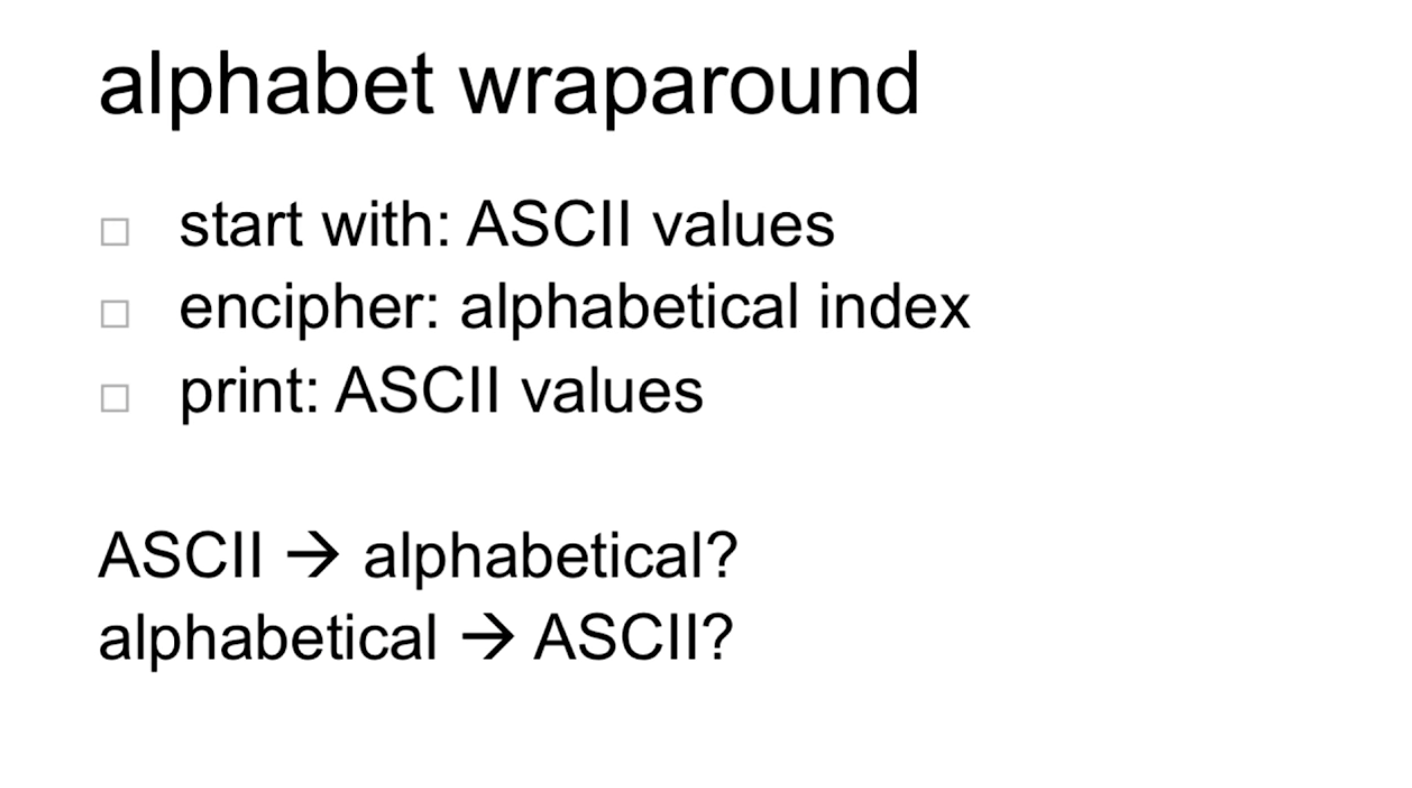 alphabet wraparound
start with: ASCII values
encipher: alphabetical index
print: ASCII values
ASCII → alphabetical?
alphabetical → ASCII?